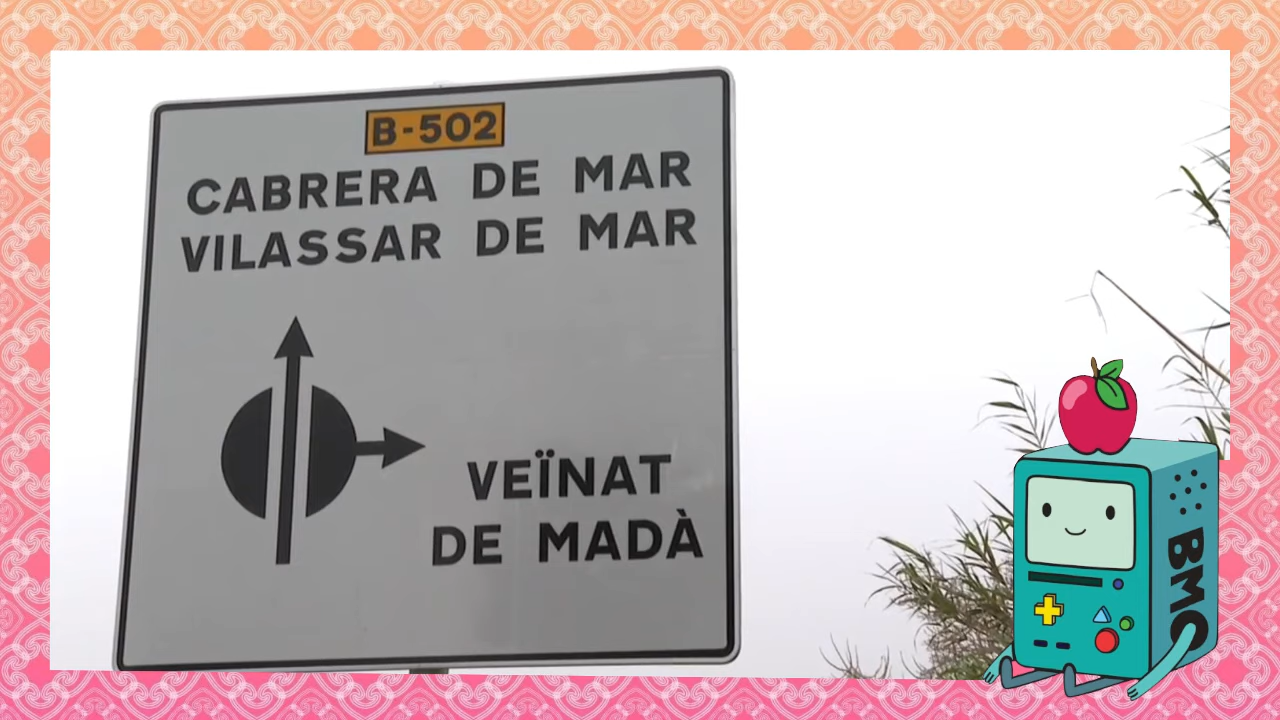 B-502
CABRERA DE MAR
VILASSAR DE MAR
VEÏNAT
DE MADÀ
BMO